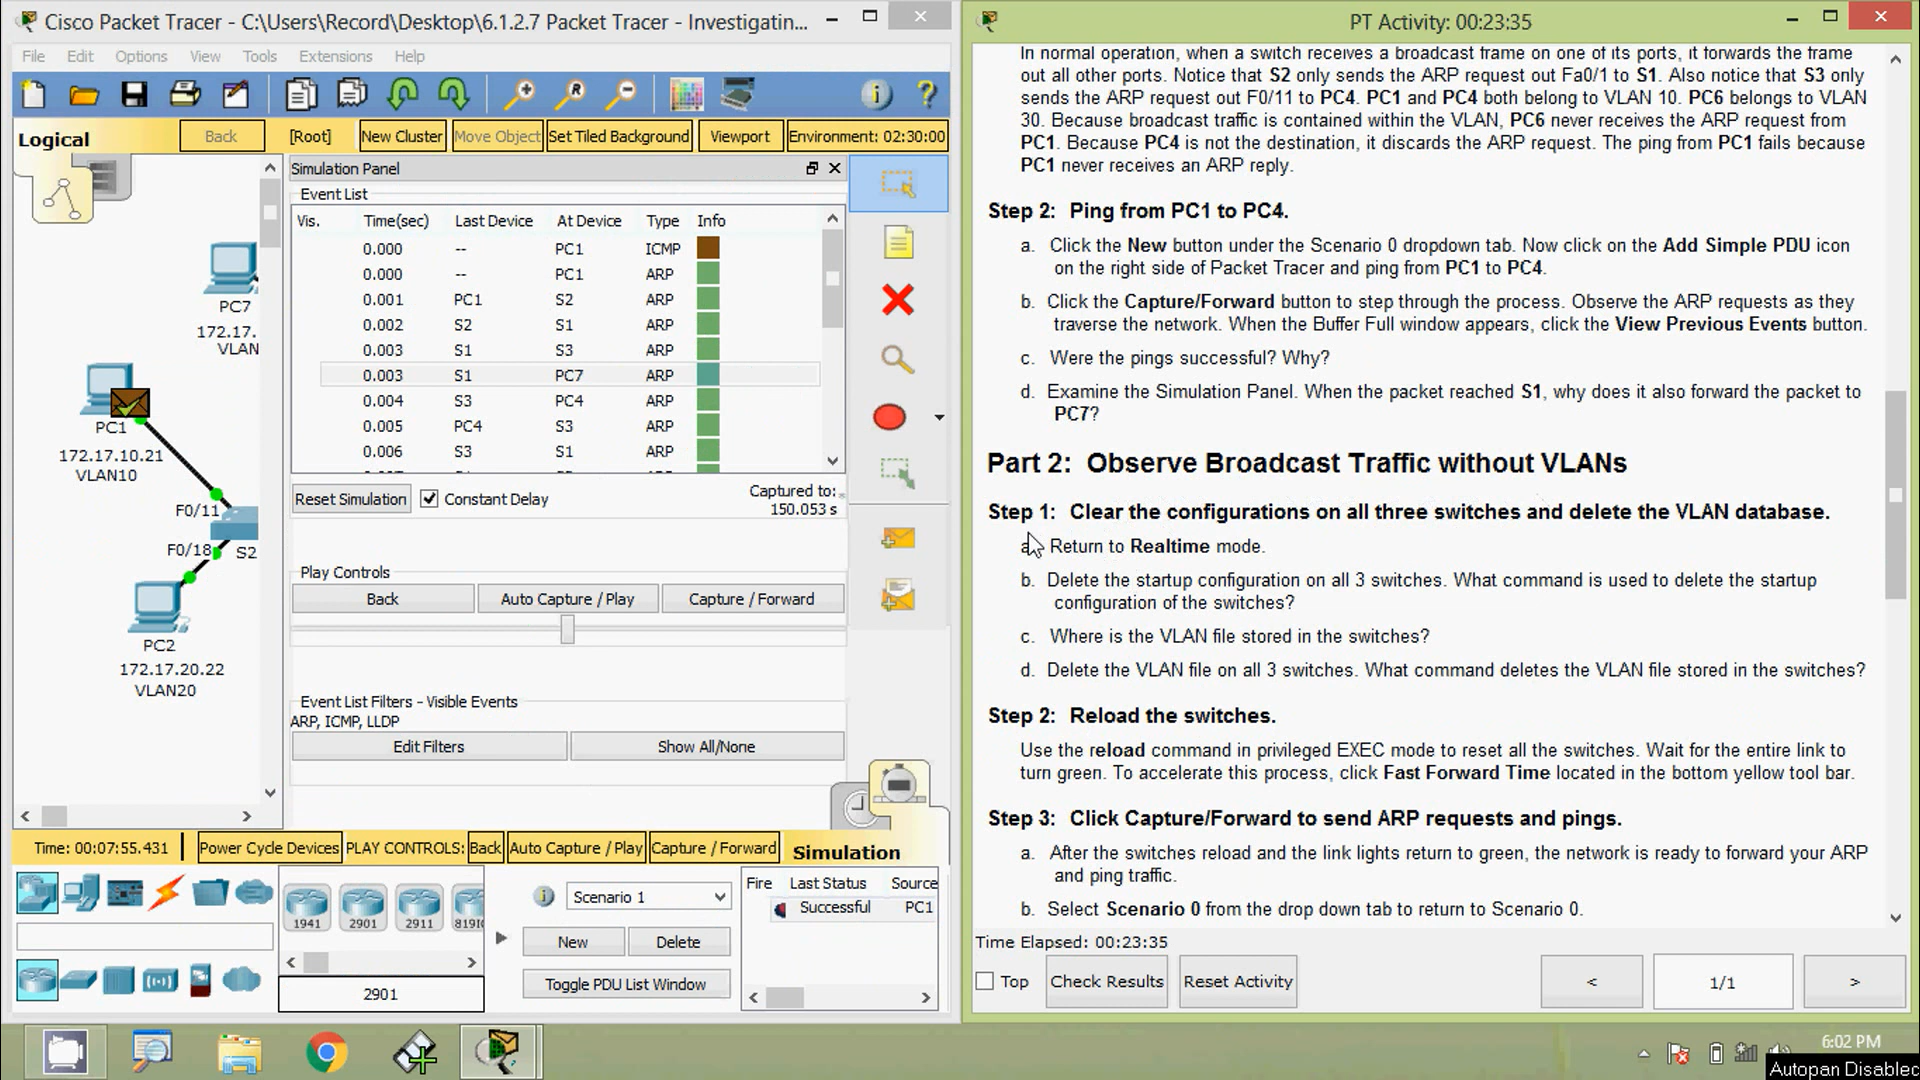 Cisco Packet Tracer - C:\Users\Record\Desktop\6.1.2.7 Packet Tracer - Investigatin...
File Edit Options View Tools Extensions Help
Logical
Back
[Root]
New Cluster
Move Object
Set Tiled Background
Viewport
Environment: 02:30:00
Simulation Panel
Event List
Vis. Time(sec) Last Device At Device Type Info
0.000 -- PC1 ICMP
0.000 -- PC1 ARP
0.001 PC1 S2 ARP
0.002 S2 S1 ARP
0.003 S1 S3 ARP
0.003 S1 PC7 ARP
0.004 S3 PC4 ARP
0.005 PC4 S3 ARP
0.006 S3 S1 ARP
Reset Simulation
Constant Delay
Captured to:
150.053 s
Play Controls
Back
Auto Capture / Play
Capture / Forward
Event List Filters - Visible Events
ARP, ICMP, LLDP
Edit Filters
Show All/None
PC7
172.17.
VLAN
PC1
172.17.10.21
VLAN10
F0/11
F0/18
S2
PC2
172.17.20.22
VLAN20
Time: 00:07:55.431
Power Cycle Devices
PLAY CONTROLS:
Back
Auto Capture / Play
Capture / Forward
Simulation
1941
2901
2911
819I
2901
Scenario 1
New
Delete
Toggle PDU List Window
Fire Last Status Source
Successful PC1
PT Activity: 00:23:35
In normal operation, when a switch receives a broadcast frame on one of its ports, it forwards the frame
out all other ports. Notice that S2 only sends the ARP request out Fa0/1 to S1. Also notice that S3 only
sends the ARP request out F0/11 to PC4. PC1 and PC4 both belong to VLAN 10. PC6 belongs to VLAN
30. Because broadcast traffic is contained within the VLAN, PC6 never receives the ARP request from
PC1. Because PC4 is not the destination, it discards the ARP request. The ping from PC1 fails because
PC1 never receives an ARP reply.
Step 2: Ping from PC1 to PC4.
a. Click the New button under the Scenario 0 dropdown tab. Now click on the Add Simple PDU icon
on the right side of Packet Tracer and ping from PC1 to PC4.
b. Click the Capture/Forward button to step through the process. Observe the ARP requests as they
traverse the network. When the Buffer Full window appears, click the View Previous Events button.
c. Were the pings successful? Why?
d. Examine the Simulation Panel. When the packet reached S1, why does it also forward the packet to
PC7?
Part 2: Observe Broadcast Traffic without VLANs
Step 1: Clear the configurations on all three switches and delete the VLAN database.
a. Return to Realtime mode.
b. Delete the startup configuration on all 3 switches. What command is used to delete the startup
configuration of the switches?
c. Where is the VLAN file stored in the switches?
d. Delete the VLAN file on all 3 switches. What command deletes the VLAN file stored in the switches?
Step 2: Reload the switches.
Use the reload command in privileged EXEC mode to reset all the switches. Wait for the entire link to
turn green. To accelerate this process, click Fast Forward Time located in the bottom yellow tool bar.
Step 3: Click Capture/Forward to send ARP requests and pings.
a. After the switches reload and the link lights return to green, the network is ready to forward your ARP
and ping traffic.
b. Select Scenario 0 from the drop down tab to return to Scenario 0.
Time Elapsed: 00:23:35
Top
Check Results
Reset Activity
<
1/1
>
6:02 PM
Autopan Disabled